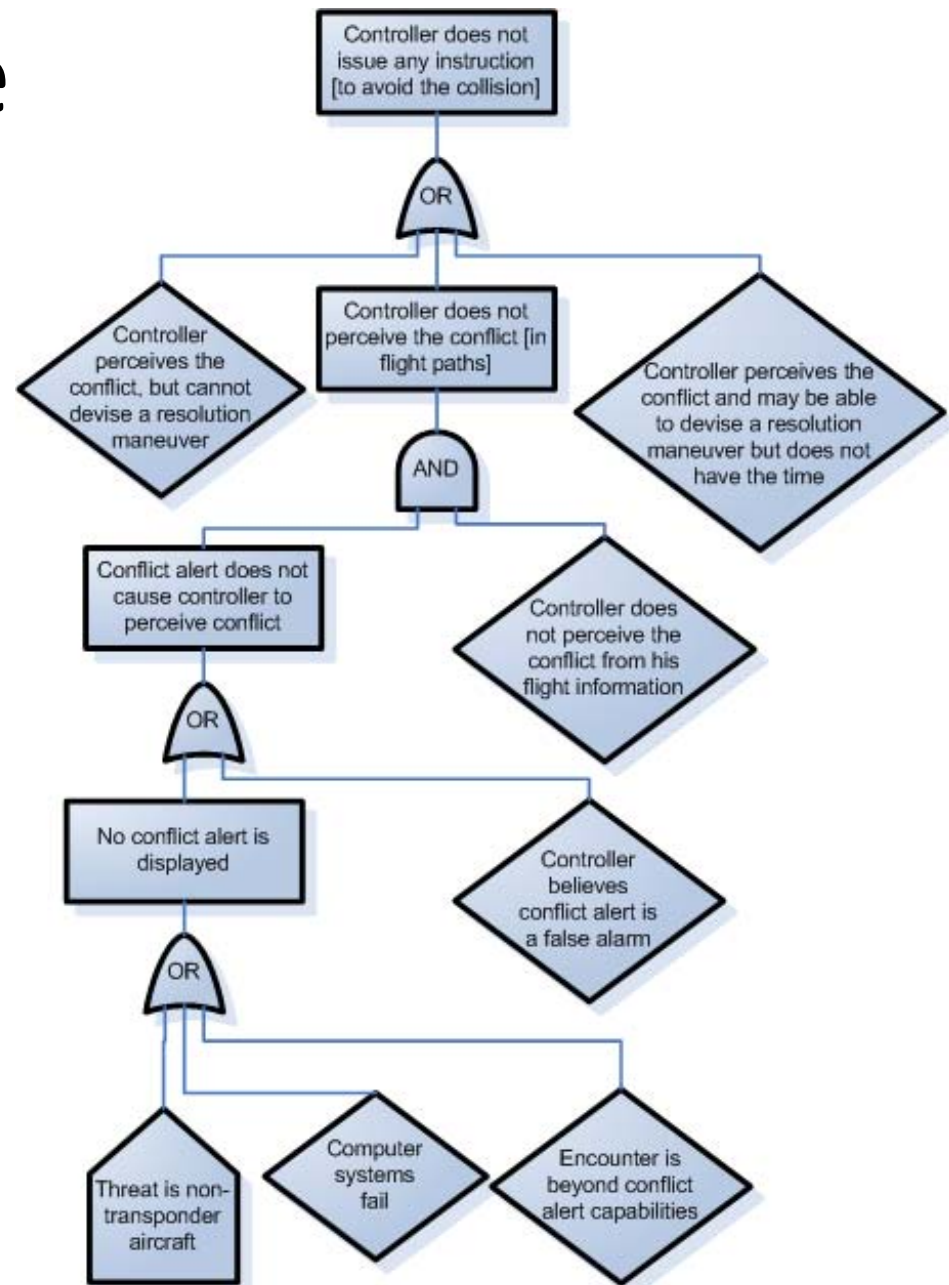 e
Controller does not
issue any instruction
[to avoid the collision]
OR
Controller
perceives the
conflict, but cannot
devise a resolution
maneuver
Controller does not
perceive the conflict [in
flight paths]
Controller perceives the
conflict and may be able
to devise a resolution
maneuver but does not
have the time
AND
Conflict alert does not
cause controller to
perceive conflict
Controller does
not perceive the
conflict from his
flight information
OR
No conflict alert is
displayed
Controller
believes
conflict alert is
a false alarm
OR
Threat is non-
transponder
aircraft
Computer
systems
fail
Encounter is
beyond conflict
alert capabilities